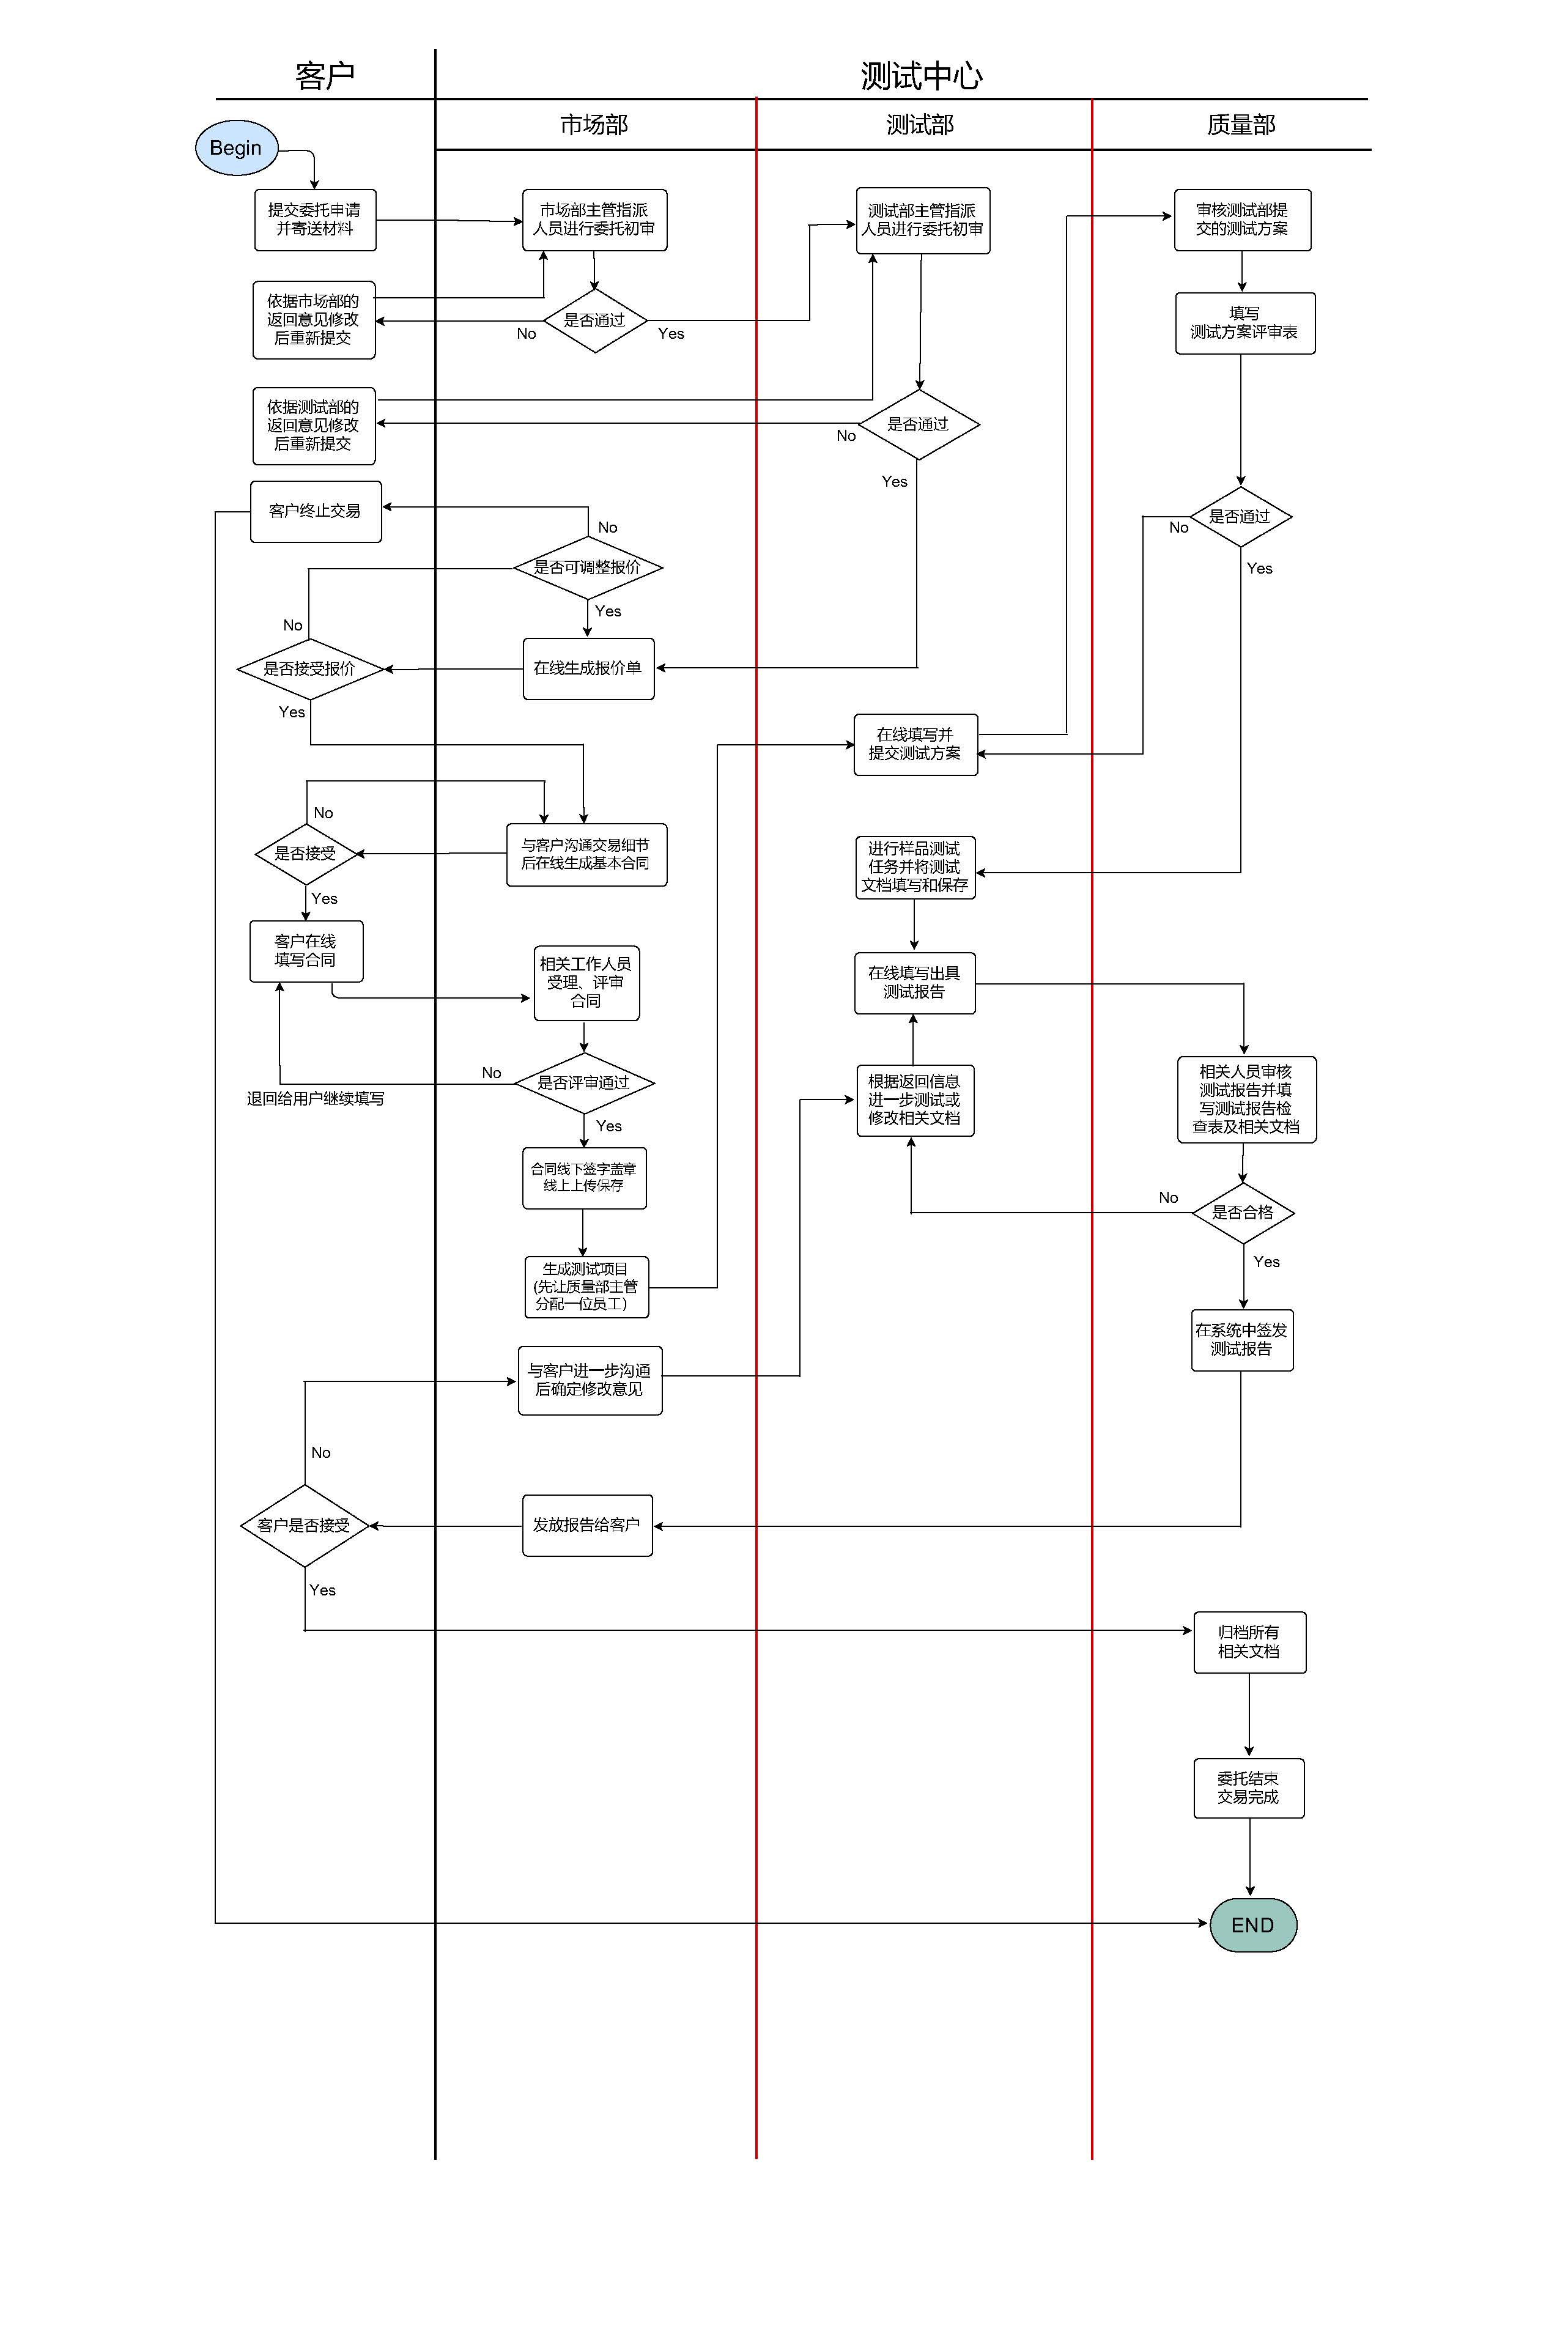 客户
测试中心
市场部
测试部
质量部
Begin
提交委托申请
并寄送材料
市场部主管指派
人员进行委托初审
测试部主管指派
人员进行委托初审
审核测试部提
交的测试方案
依据市场部的
返回意见修改
后重新提交
是否通过
No
Yes
填写
测试方案评审表
依据测试部的
返回意见修改
后重新提交
是否通过
No
Yes
客户终止交易
No
是否可调整报价
Yes
是否通过
No
Yes
No
是否接受报价
Yes
在线生成报价单
在线填写并
提交测试方案
No
是否接受
Yes
与客户沟通交易细节
后在线生成基本合同
进行样品测试
任务并将测试
文档填写和保存
客户在线
填写合同
相关工作人员
受理、评审
合同
在线填写出具
测试报告
No
是否评审通过
Yes
退回给用户继续填写
根据返回信息
进一步测试或
修改相关文档
相关人员审核
测试报告并填
写测试报告检
查表及相关文档
合同线下签字盖章
线上上传保存
No
是否合格
Yes
生成测试项目
(先让质量部主管
分配一位员工)
在系统中签发
测试报告
与客户进一步沟通
后确定修改意见
No
客户是否接受
Yes
发放报告给客户
归档所有
相关文档
委托结束
交易完成
END